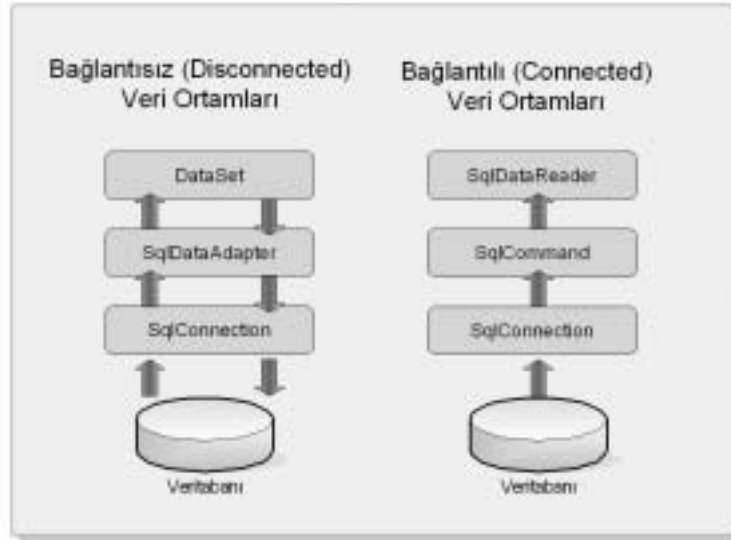 Bağlantısız (Disconnected)
Veri Ortamları
DataSet
SqlDataAdapter
SqlConnection
Veritabanı
Bağlantılı (Connected)
Veri Ortamları
SqlDataReader
SqlCommand
SqlConnection
Veritabanı